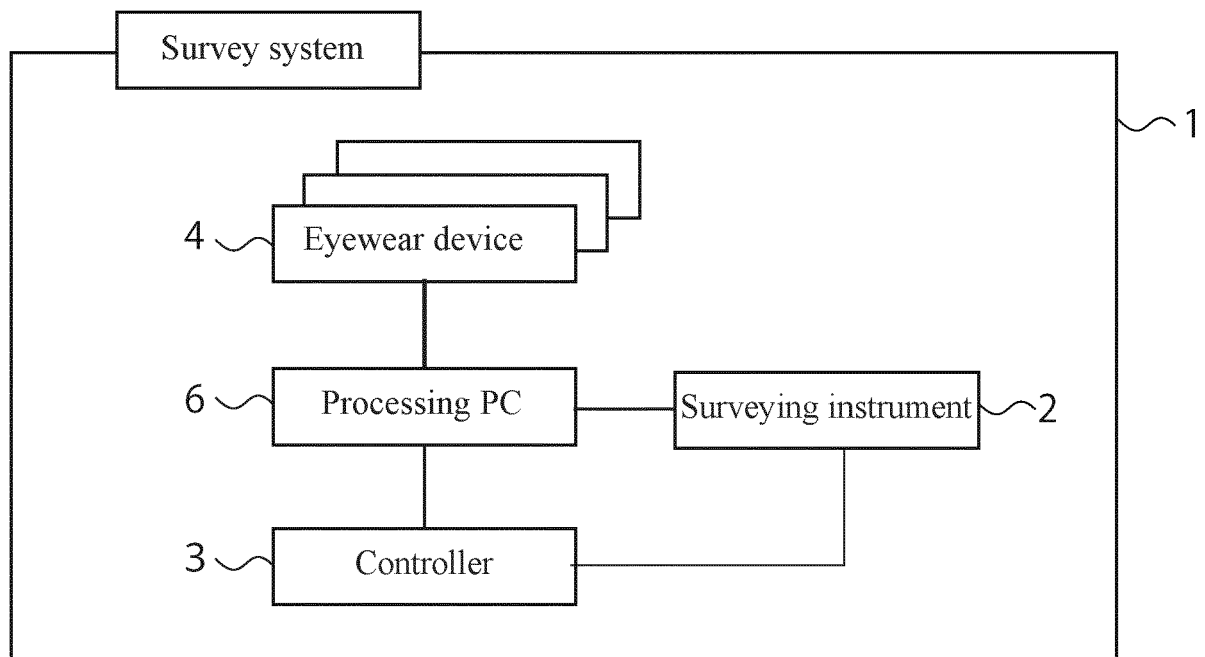 Survey system
1
4 Eyewear device
6 Processing PC
Surveying instrument 2
3 Controller